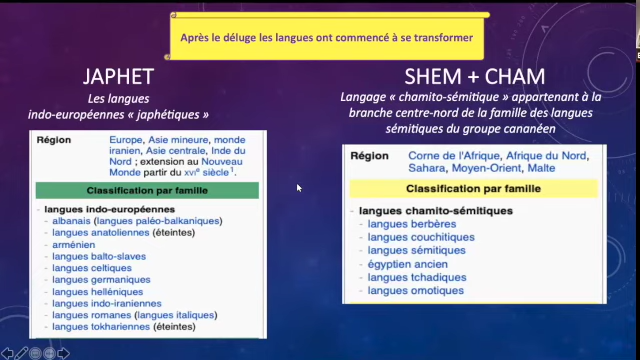 Après le déluge les langues ont commencé à se transformer
JAPHET
Les langues
indo-européennes « japhétiques »
Région
Europe, Asie mineure, monde
iranien, Asie centrale, Inde du
Nord ; extension au Nouveau
Monde partir du XVIe siècle1.
Classification par famille
- langues indo-européennes
- albanais (langues paléo-balkaniques)
- langues anatoliennes (éteintes)
- arménien
- langues balto-slaves
- langues celtiques
- langues germaniques
- langues helléniques
- langues indo-iraniennes
- langues romanes (langues italiques)
- langues tokhariennes (éteintes)
SHEM + CHAM
Langage « chamito-sémitique » appartenant à la
branche centre-nord de la famille des langues
sémitiques du groupe cananéen
Région
Corne de l'Afrique, Afrique du Nord,
Sahara, Moyen-Orient, Malte
Classification par famille
- langues chamito-sémitiques
- langues berbères
- langues couchitiques
- langues sémitiques
- égyptien ancien
- langues tchadiques
- langues omotiques